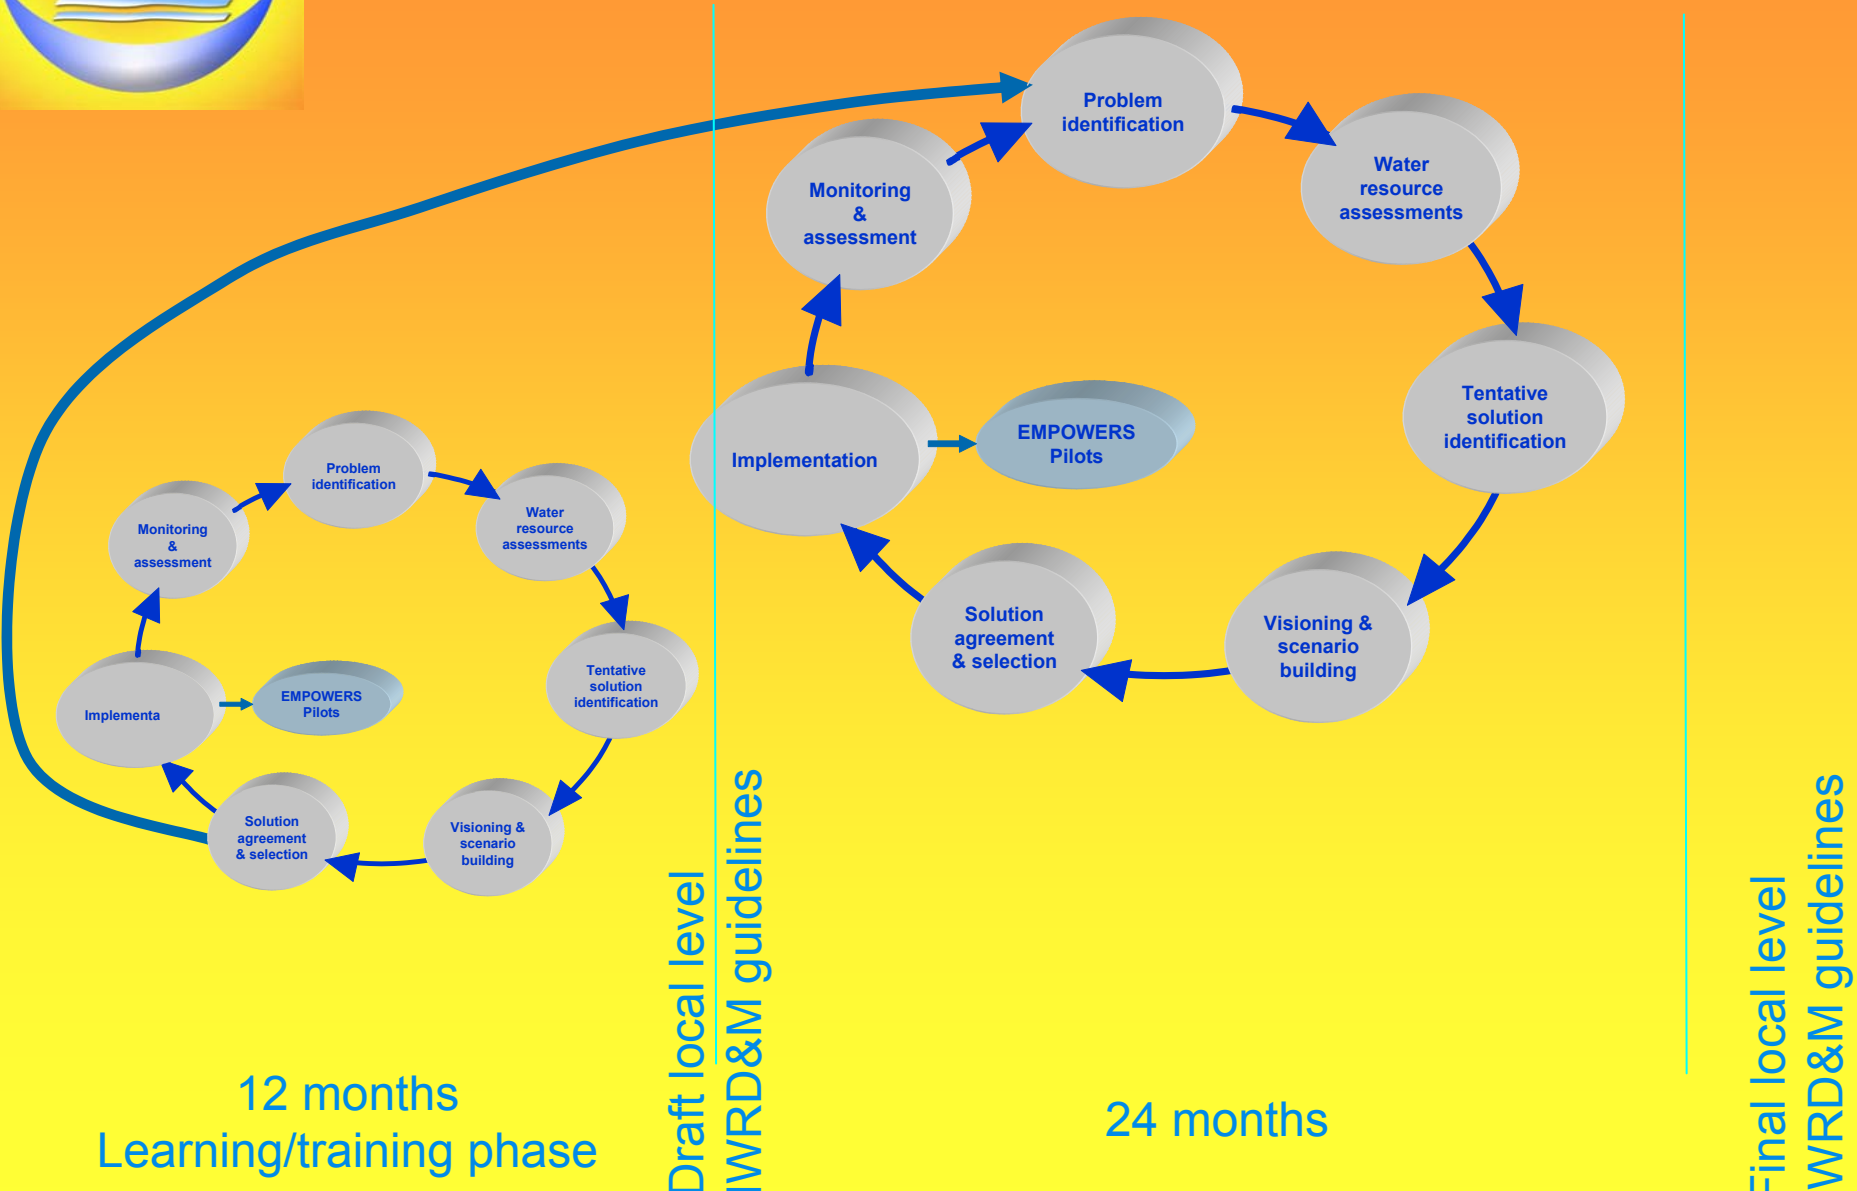 Problem
identification
Water
resource
assessments
Tentative
solution
identification
Visioning &
scenario
building
Solution
agreement
& selection
Implementa
EMPOWERS
Pilots
Monitoring
&
assessment
12 months
Learning/training phase
Draft local level
IWRD&M guidelines
Problem
identification
Water
resource
assessments
Tentative
solution
identification
Visioning &
scenario
building
Solution
agreement
& selection
Implementation
EMPOWERS
Pilots
Monitoring
&
assessment
24 months
Final local level
WRD&M guidelines